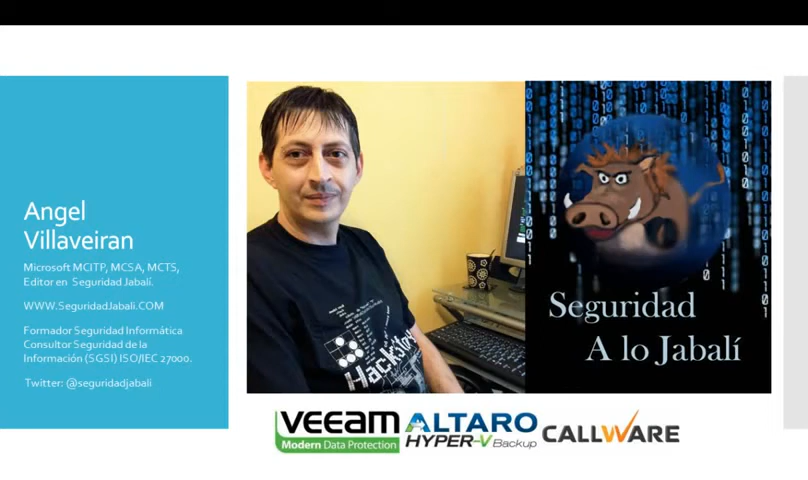 Angel
Villaveiran
Microsoft MCITP, MCSA, MCTS,
Editor en Seguridad Jabalí.
WWW.SeguridadJabali.COM
Formador Seguridad Informática
Consultor Seguridad de la
Información (SGSI) ISO/IEC 27000.
Twitter: @seguridadjabali
HackStory
Seguridad
A lo Jabalí
veeam
Modern Data Protection
ALTARO
HYPER-V Backup
CALLWARE